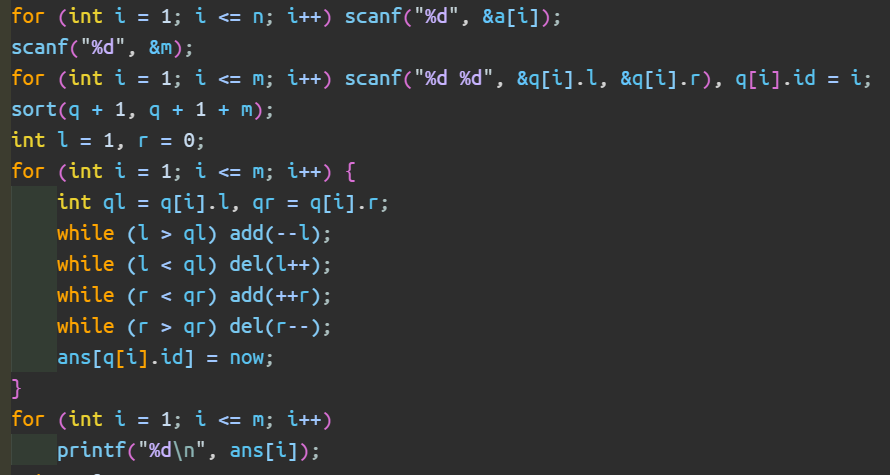 for (int i = 1; i <= n; i++) scanf("%d", &a[i]);
scanf("%d", &m);
for (int i = 1; i <= m; i++) scanf("%d %d", &q[i].l, &q[i].r), q[i].id = i;
sort(q + 1, q + 1 + m);
int l = 1, r = 0;
for (int i = 1; i <= m; i++) {
    int ql = q[i].l, qr = q[i].r;
    while (l > ql) add(--l);
    while (l < ql) del(l++);
    while (r < qr) add(++r);
    while (r > qr) del(r--);
    ans[q[i].id] = now;
}
for (int i = 1; i <= m; i++)
    printf("%d\n", ans[i]);